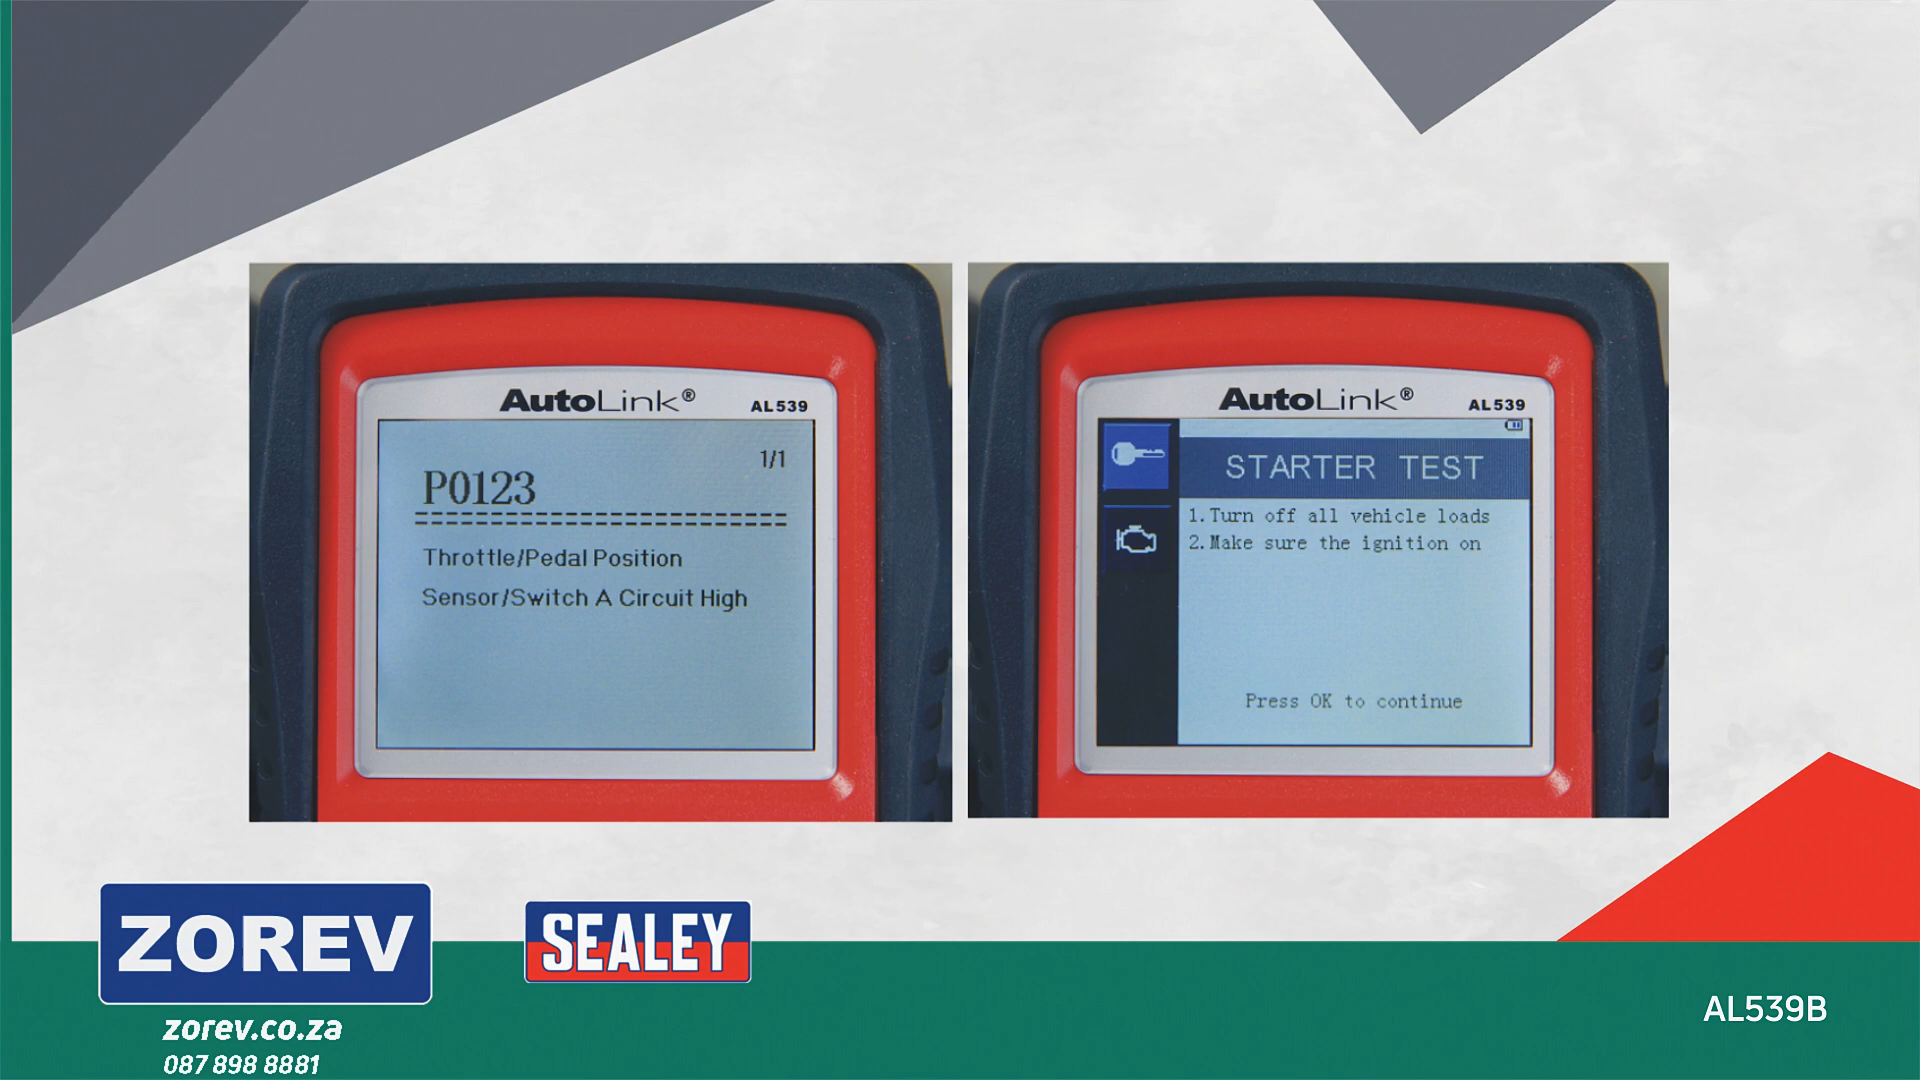 AutoLink®
AL539
1/1
P0123
Throttle/Pedal Position
Sensor/Switch A Circuit High
AutoLink®
AL539
STARTER TEST
1.Turn off all vehicle loads
2.Make sure the ignition on
Press OK to continue
ZOREV
SEALEY
zorev.co.za
087 898 8881
AL539B